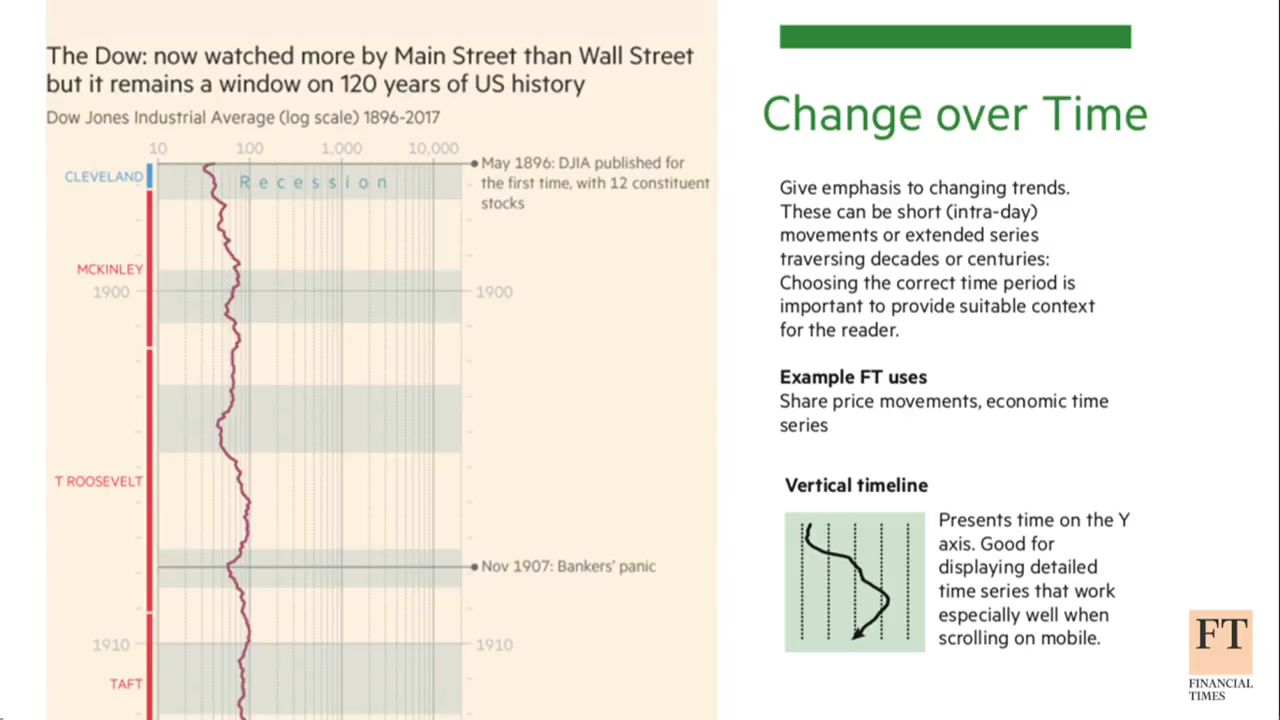 The Dow: now watched more by Main Street than Wall Street
but it remains a window on 120 years of US history
Dow Jones Industrial Average (log scale) 1896-2017
10 100 1,000 10,000
CLEVELAND
Recession
May 1896: DJIA published for
the first time, with 12 constituent
stocks
MCKINLEY
1900 1900
T ROOSEVELT
Nov 1907: Bankers' panic
1910 1910
TAFT
Change over Time
Give emphasis to changing trends.
These can be short (intra-day)
movements or extended series
traversing decades or centuries:
Choosing the correct time period is
important to provide suitable context
for the reader.
Example FT uses
Share price movements, economic time
series
Vertical timeline
Presents time on the Y
axis. Good for
displaying detailed
time series that work
especially well when
scrolling on mobile.
FT
FINANCIAL
TIMES